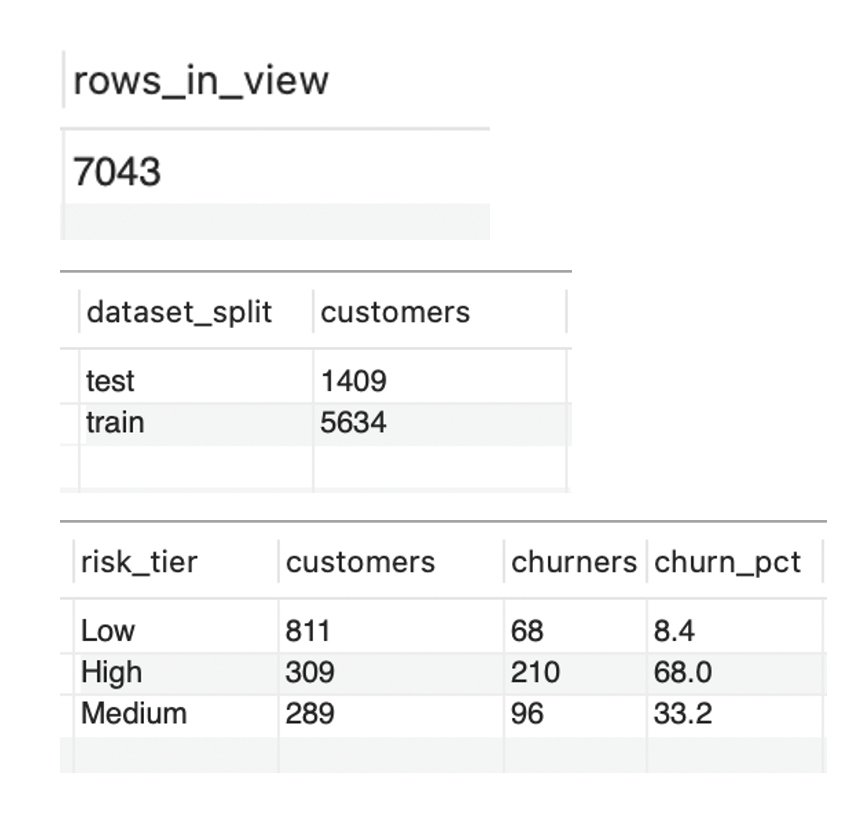 rows_in_view
7043
dataset_split customers
test 1409
train 5634
risk_tier customers churners churn_pct
Low 811 68 8.4
High 309 210 68.0
Medium 289 96 33.2